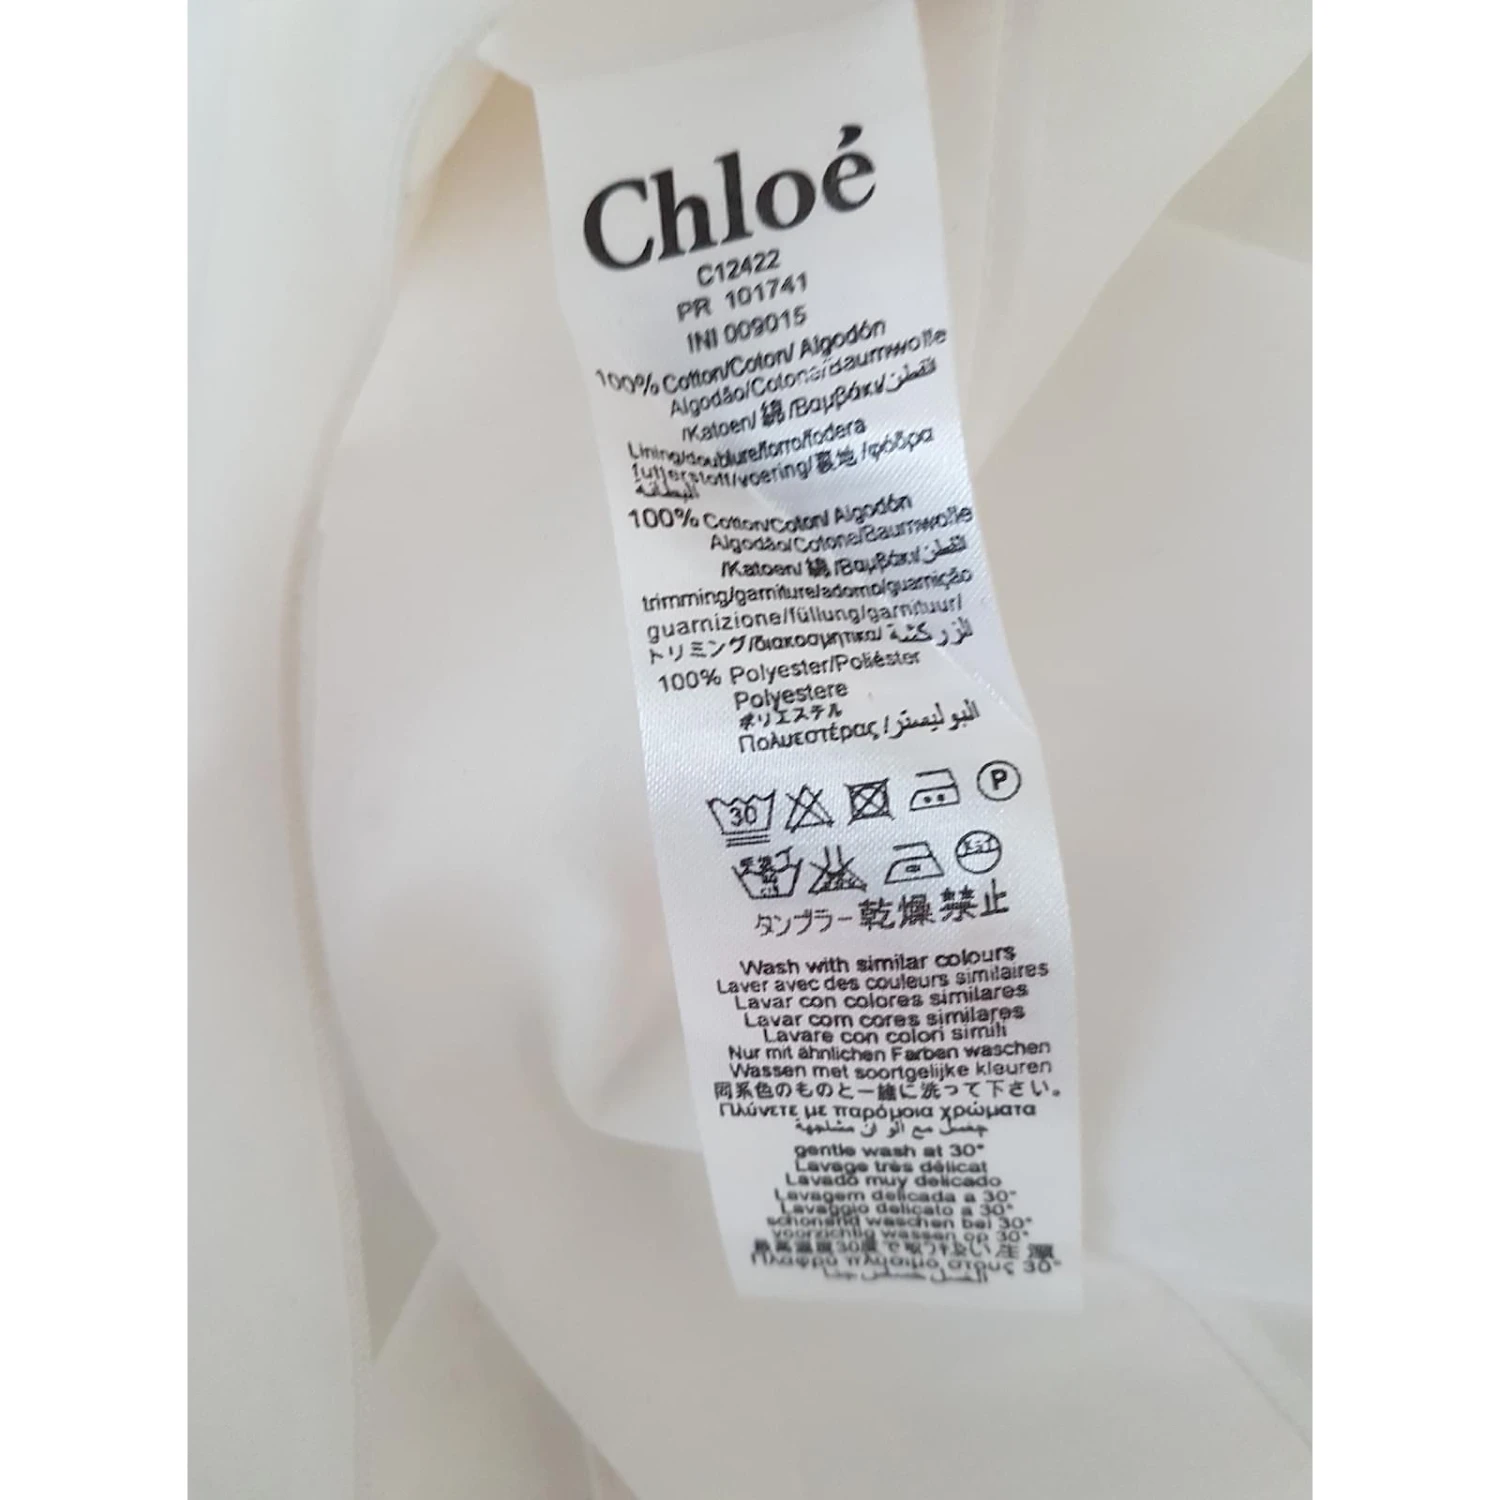 Chloé
C12422
PR 101741
INI 009015
100% Cotton/Coton/ Algodón
Algodão/Cotone/Baumwolle
/Katoen/ 綿 /Βαμβάκι/القطن
Lining/doublure/forro/fodera
futterstoff/voering/裏地 /φόδρα
البطانة
100% Cotton/Coton/ Algodón
Algodão/Cotone/Baumwolle
/Katoen/ 綿 /Βαμβάκι/القطن
trimming/garniture/adorno/guarnição
guarnizione/füllung/garnituur/
トリミング/διακοσμητικα/
100% Polyester/Poliéster
Polyestere
ポリエステル
Πολυεστέρας /البوليستر
30 P
タンブラー乾燥禁止
Wash with similar colours
Laver avec des couleurs similaires
Lavar con colores similares
Lavar com cores similares
Lavare con colori simili
Nur mit ähnlichen Farben waschen
Wassen met soortgelijke kleuren
同系色のものと一緒に洗って下さい。
Πλύνετε με παρόμοια χρώματα
gentle wash at 30°
Lavage très délicat
Lavado muy delicado
Lavagem delicada a 30°
Lavaggio delicato a 30°
schonend waschen bei 30°
voorzichtig wassen op 30°
στους 30°